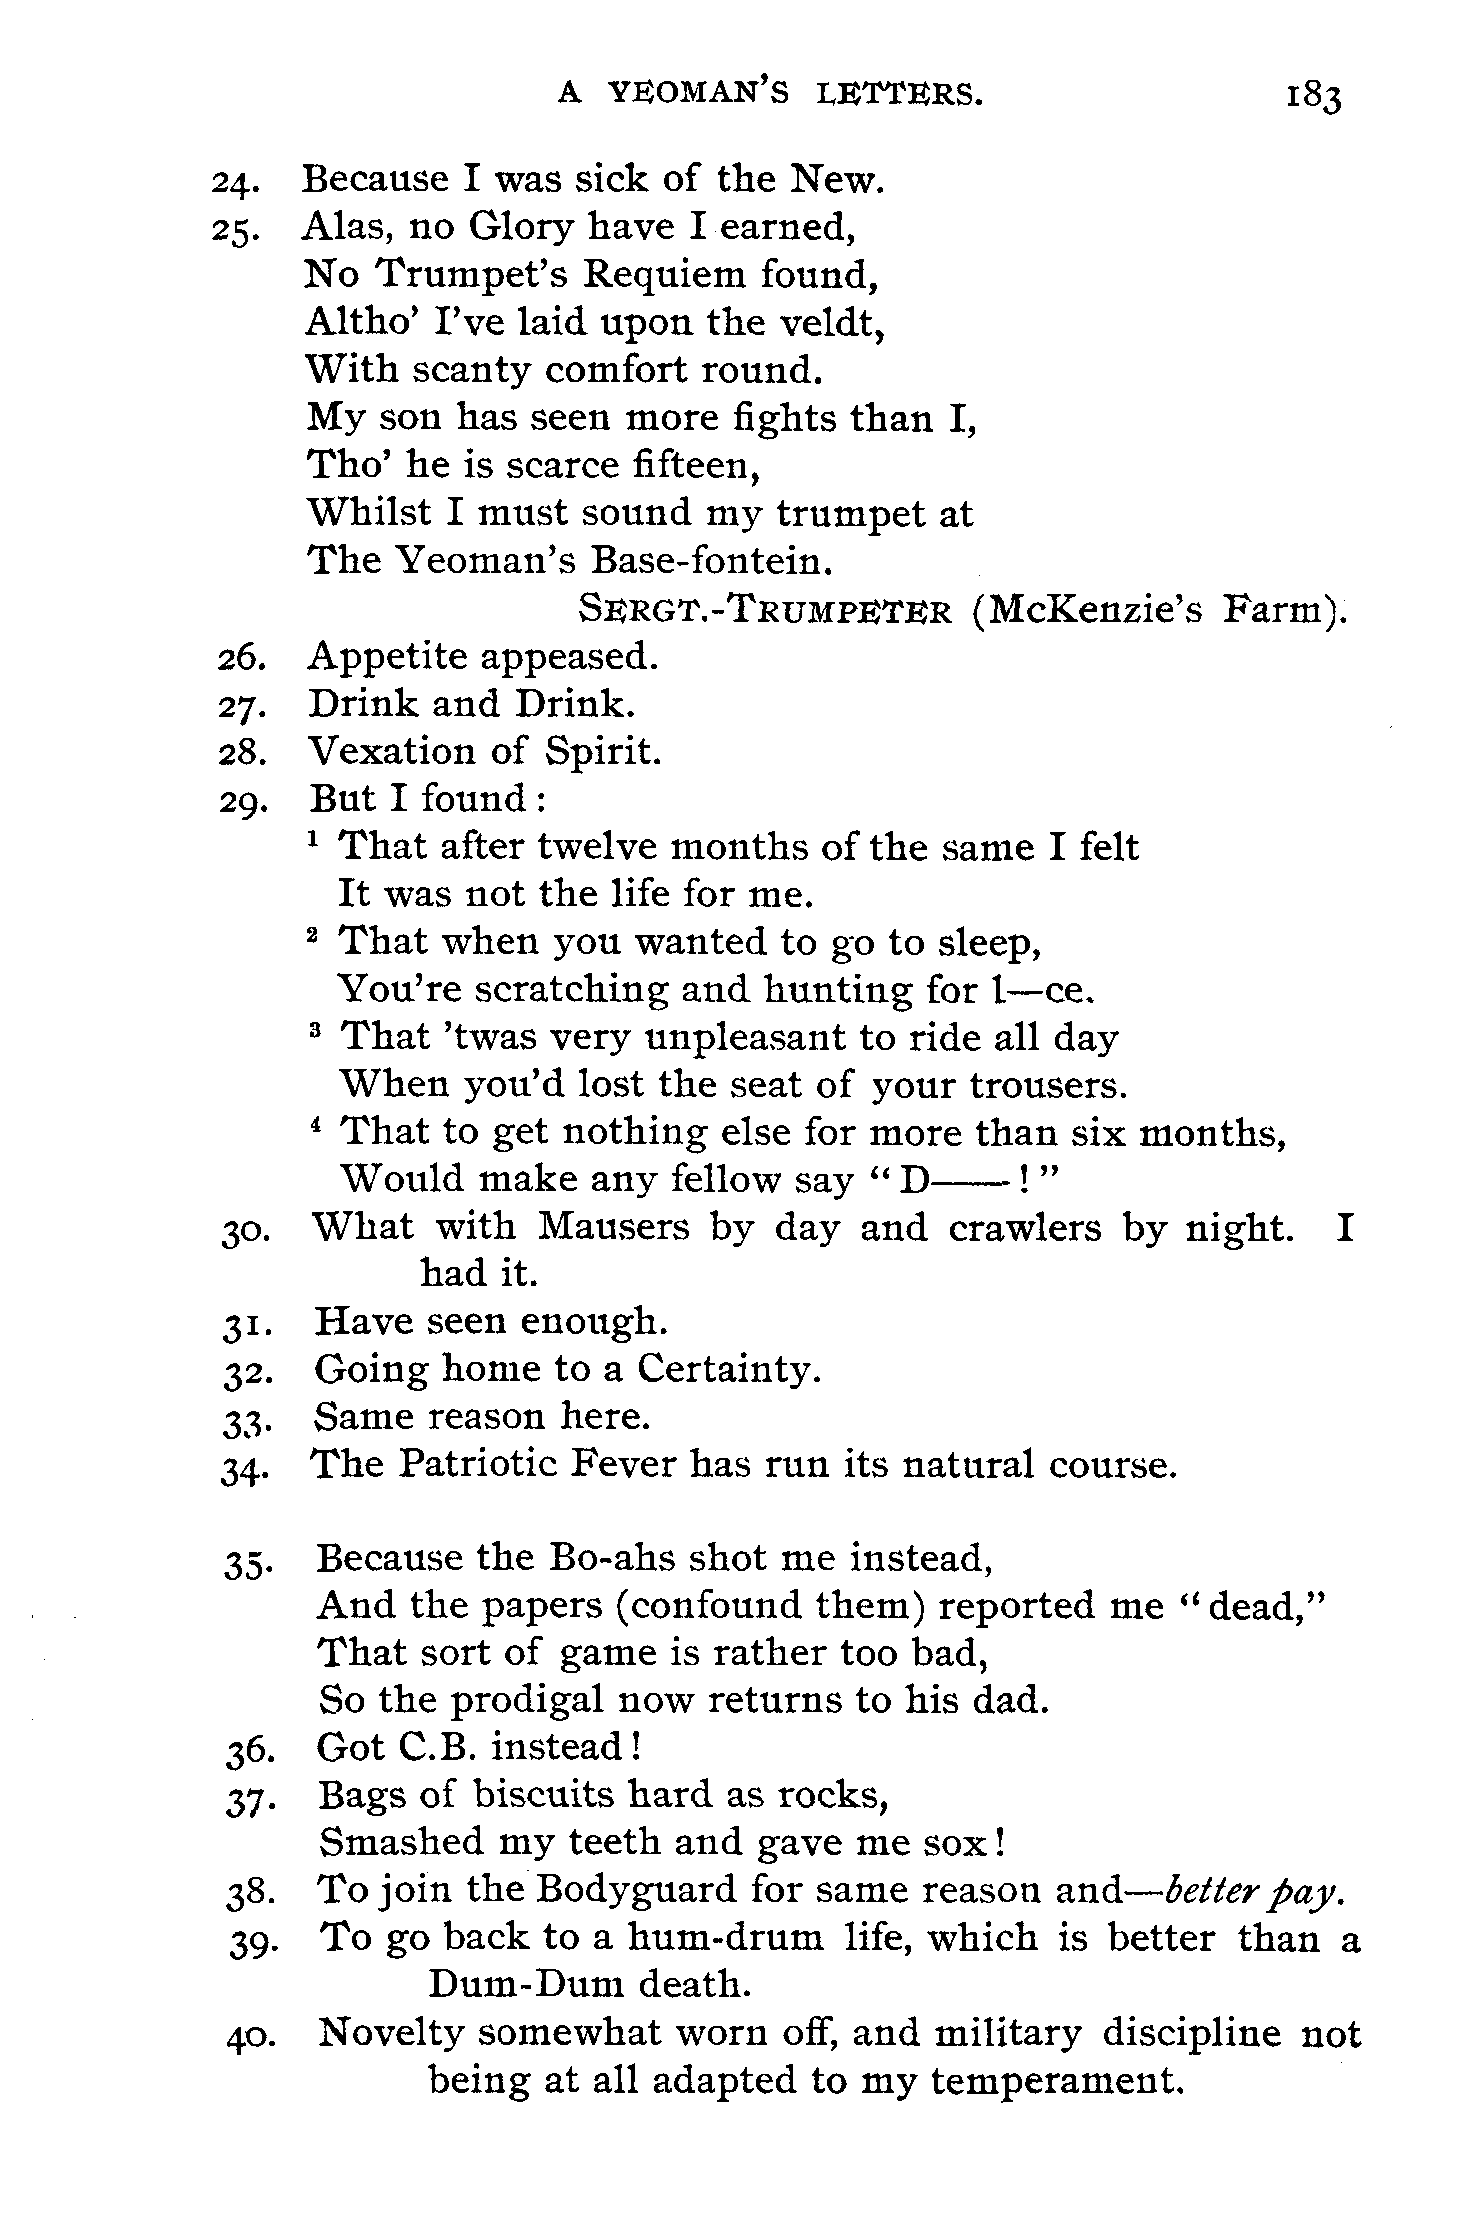 A YEOMAN'S LETTERS. 183
24. Because I was sick of the New.
25. Alas, no Glory have I earned,
No Trumpet's Requiem found,
Altho' I've laid upon the veldt,
With scanty comfort round.
My son has seen more fights than I,
Tho' he is scarce fifteen,
Whilst I must sound my trumpet at
The Yeoman's Base-fontein.
SERGT.-TRUMPETER (McKenzie's Farm).
26. Appetite appeased.
27. Drink and Drink.
28. Vexation of Spirit.
29. But I found :
¹ That after twelve months of the same I felt
It was not the life for me.
² That when you wanted to go to sleep,
You're scratching and hunting for l—ce.
³ That 'twas very unpleasant to ride all day
When you'd lost the seat of your trousers.
⁴ That to get nothing else for more than six months,
Would make any fellow say “ D—— ! ”
30. What with Mausers by day and crawlers by night. I
had it.
31. Have seen enough.
32. Going home to a Certainty.
33. Same reason here.
34. The Patriotic Fever has run its natural course.
35. Because the Bo-ahs shot me instead,
And the papers (confound them) reported me “ dead,”
That sort of game is rather too bad,
So the prodigal now returns to his dad.
36. Got C.B. instead !
37. Bags of biscuits hard as rocks,
Smashed my teeth and gave me sox !
38. To join the Bodyguard for same reason and—better pay.
39. To go back to a hum-drum life, which is better than a
Dum-Dum death.
40. Novelty somewhat worn off, and military discipline not
being at all adapted to my temperament.